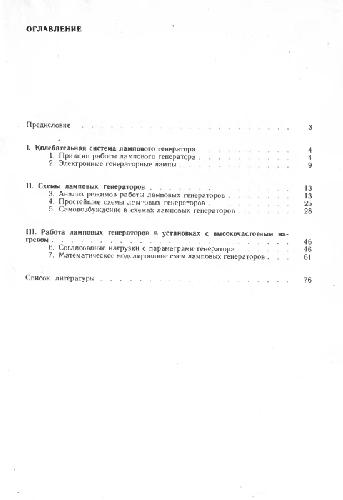 ОГЛАВЛЕНИЕ
Предисловие . . . . . . . . . . . . . . . 3
I. Колебательная система лампового генератора . . . . . . 4
1. Принцип работы лампового генератора . . . . . . 4
2. Электронные генераторные лампы . . . . . . . 9
II. Схемы ламповых генераторов . . . . . . . . . 13
3. Анализ режимов работы ламповых генераторов . . . . 13
4. Простейшие схемы ламповых генераторов . . . . . 25
5. Самовозбуждение в схемах ламповых генераторов . . . . 28
III. Работа ламповых генераторов в установках с высокочастотным на-
гревом . . . . . . . . . . . . . . . . 46
6. Согласование нагрузки с параметрами генератора . . . . 46
7. Математическое моделирование схем ламповых генераторов . . . 61
Список литературы . . . . . . . . . . . . . 76